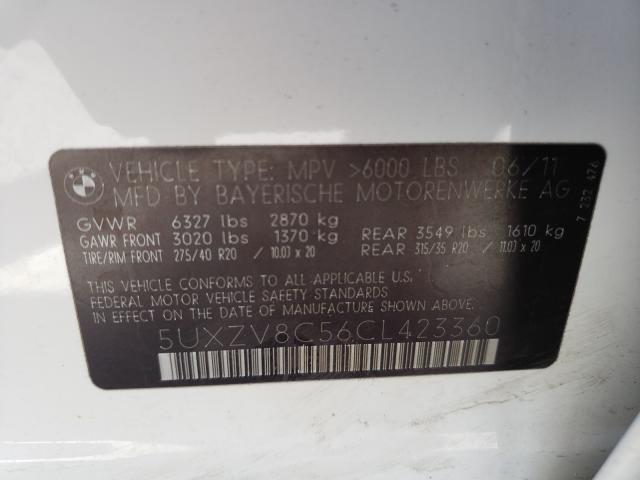 BMW
VEHICLE TYPE: MPV >6000 LBS 06/11
MFD BY BAYERISCHE MOTORENWERKE AG
GVWR 6327 lbs 2870 kg
GAWR FRONT 3020 lbs 1370 kg REAR 3549 lbs 1610 kg
TIRE/RIM FRONT 275/40 R20 // 10.0J x 20 REAR 315/35 R20 // 11.0J x 20
THIS VEHICLE CONFORMS TO ALL APPLICABLE U.S.
FEDERAL MOTOR VEHICLE SAFETY STANDARDS
IN EFFECT ON THE DATE OF MANUFACTURE SHOWN ABOVE.
5UXZV8C56CL423360
7 232 476